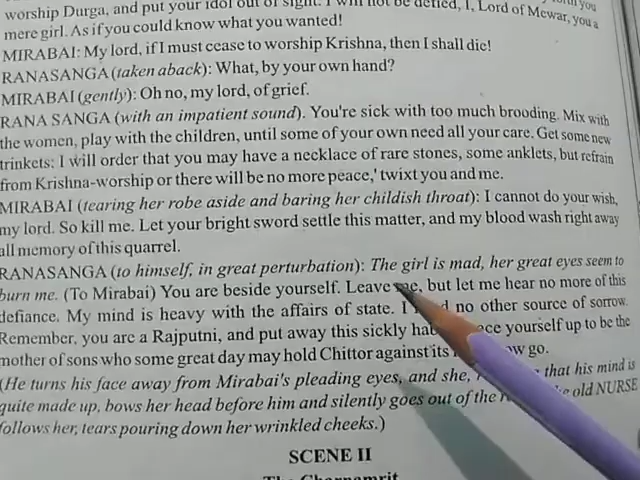 worship Durga, and put your idol out of sight. I will not be defied, I, Lord of Mewar, you a
mere girl. As if you could know what you wanted!
MIRABAI: My lord, if I must cease to worship Krishna, then I shall die!
RANASANGA (taken aback): What, by your own hand?
MIRABAI (gently): Oh no, my lord, of grief.
RANA SANGA (with an impatient sound). You're sick with too much brooding. Mix with
the women, play with the children, until some of your own need all your care. Get some new
trinkets: I will order that you may have a necklace of rare stones, some anklets, but refrain
from Krishna-worship or there will be no more peace,' twixt you and me.
MIRABAI (tearing her robe aside and baring her childish throat): I cannot do your wish,
my lord. So kill me. Let your bright sword settle this matter, and my blood wash right away
all memory of this quarrel.
RANASANGA (to himself, in great perturbation): The girl is mad, her great eyes seem to
burn me. (To Mirabai) You are beside yourself. Leave me, but let me hear no more of this
defiance. My mind is heavy with the affairs of state. I no other source of sorrow.
Remember, you are a Rajputni, and put away this sickly yourself up to be the
mother of sons who some great day may hold Chittor against its go.
(He turns his face away from Mirabai's pleading eyes, and she, that his mind is
quite made up, bows her head before him and silently goes out of the old NURSE
follows her, tears pouring down her wrinkled cheeks.)
SCENE II